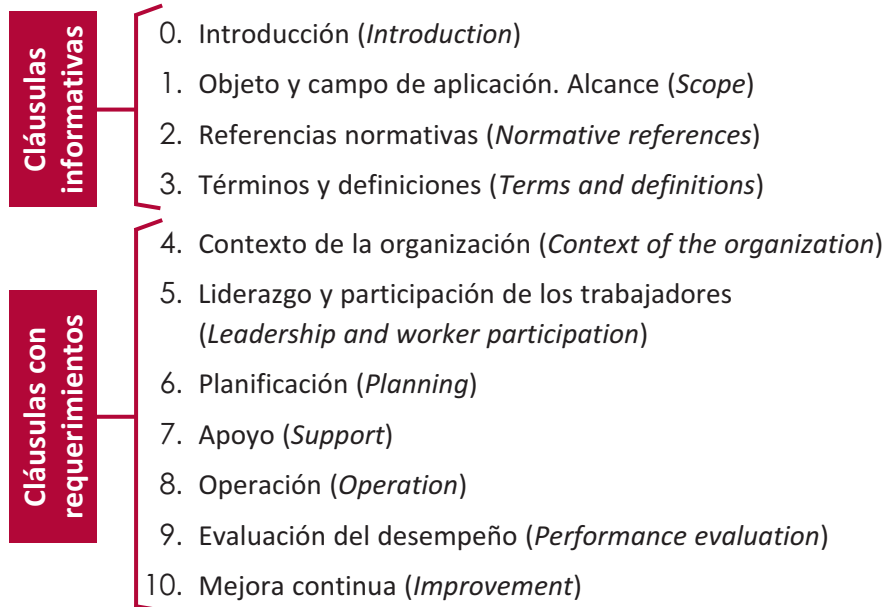 Cláusulas
informativas
0. Introducción (Introduction)
1. Objeto y campo de aplicación. Alcance (Scope)
2. Referencias normativas (Normative references)
3. Términos y definiciones (Terms and definitions)
Cláusulas con
requerimientos
4. Contexto de la organización (Context of the organization)
5. Liderazgo y participación de los trabajadores
(Leadership and worker participation)
6. Planificación (Planning)
7. Apoyo (Support)
8. Operación (Operation)
9. Evaluación del desempeño (Performance evaluation)
10. Mejora continua (Improvement)